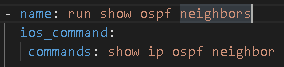 - name: run show ospf neighbors
ios_command:
commands: show ip ospf neighbor